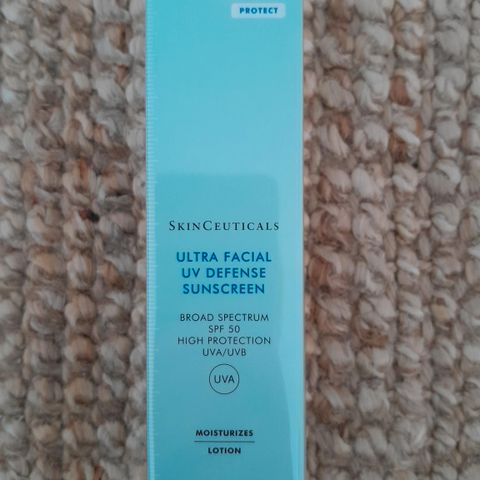 PROTECT
SKINCEUTICALS
ULTRA FACIAL
UV DEFENSE
SUNSCREEN
BROAD SPECTRUM
SPF 50
HIGH PROTECTION
UVA/UVB
UVA
MOISTURIZES
LOTION